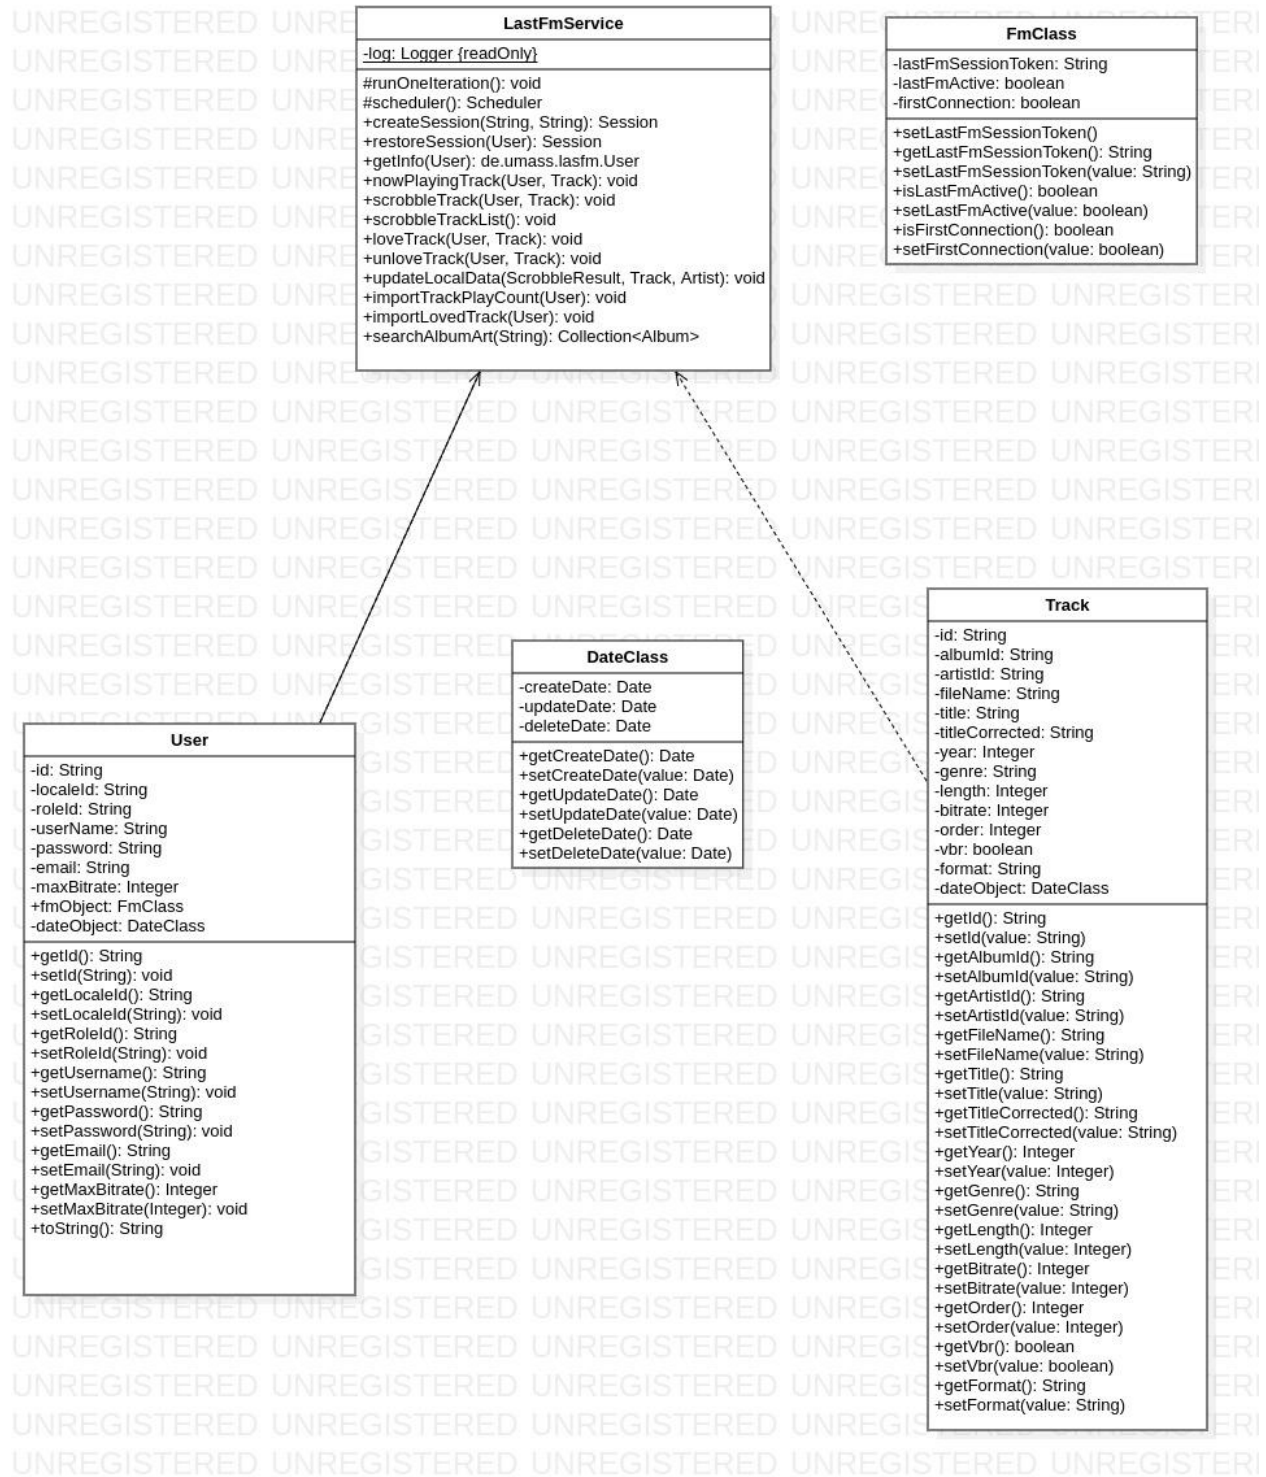 LastFmService
-log: Logger {readOnly}
#runOneIteration(): void
#scheduler(): Scheduler
+createSession(String, String): Session
+restoreSession(User): Session
+getInfo(User): de.umass.lasfm.User
+nowPlayingTrack(User, Track): void
+scrobbleTrack(User, Track): void
+scrobbleTrackList(): void
+loveTrack(User, Track): void
+unloveTrack(User, Track): void
+updateLocalData(ScrobbleResult, Track, Artist): void
+importTrackPlayCount(User): void
+importLovedTrack(User): void
+searchAlbumArt(String): Collection<Album>
FmClass
-lastFmSessionToken: String
-lastFmActive: boolean
-firstConnection: boolean
+setLastFmSessionToken()
+getLastFmSessionToken(): String
+setLastFmSessionToken(value: String)
+isLastFmActive(): boolean
+setLastFmActive(value: boolean)
+isFirstConnection(): boolean
+setFirstConnection(value: boolean)
User
-id: String
-localeId: String
-roleId: String
-userName: String
-password: String
-email: String
-maxBitrate: Integer
+fmObject: FmClass
-dateObject: DateClass
+getId(): String
+setId(String): void
+getLocaleId(): String
+setLocaleId(String): void
+getRoleId(): String
+setRoleId(String): void
+getUsername(): String
+setUsername(String): void
+getPassword(): String
+setPassword(String): void
+getEmail(): String
+setEmail(String): void
+getMaxBitrate(): Integer
+setMaxBitrate(Integer): void
+toString(): String
DateClass
-createDate: Date
-updateDate: Date
-deleteDate: Date
+getCreateDate(): Date
+setCreateDate(value: Date)
+getUpdateDate(): Date
+setUpdateDate(value: Date)
+getDeleteDate(): Date
+setDeleteDate(value: Date)
Track
-id: String
-albumId: String
-artistId: String
-fileName: String
-title: String
-titleCorrected: String
-year: Integer
-genre: String
-length: Integer
-bitrate: Integer
-order: Integer
-vbr: boolean
-format: String
-dateObject: DateClass
+getId(): String
+setId(value: String)
+getAlbumId(): String
+setAlbumId(value: String)
+getArtistId(): String
+setArtistId(value: String)
+getFileName(): String
+setFileName(value: String)
+getTitle(): String
+setTitle(value: String)
+getTitleCorrected(): String
+setTitleCorrected(value: String)
+getYear(): Integer
+setYear(value: Integer)
+getGenre(): String
+setGenre(value: String)
+getLength(): Integer
+setLength(value: Integer)
+getBitrate(): Integer
+setBitrate(value: Integer)
+getOrder(): Integer
+setOrder(value: Integer)
+getVbr(): boolean
+setVbr(value: boolean)
+getFormat(): String
+setFormat(value: String)